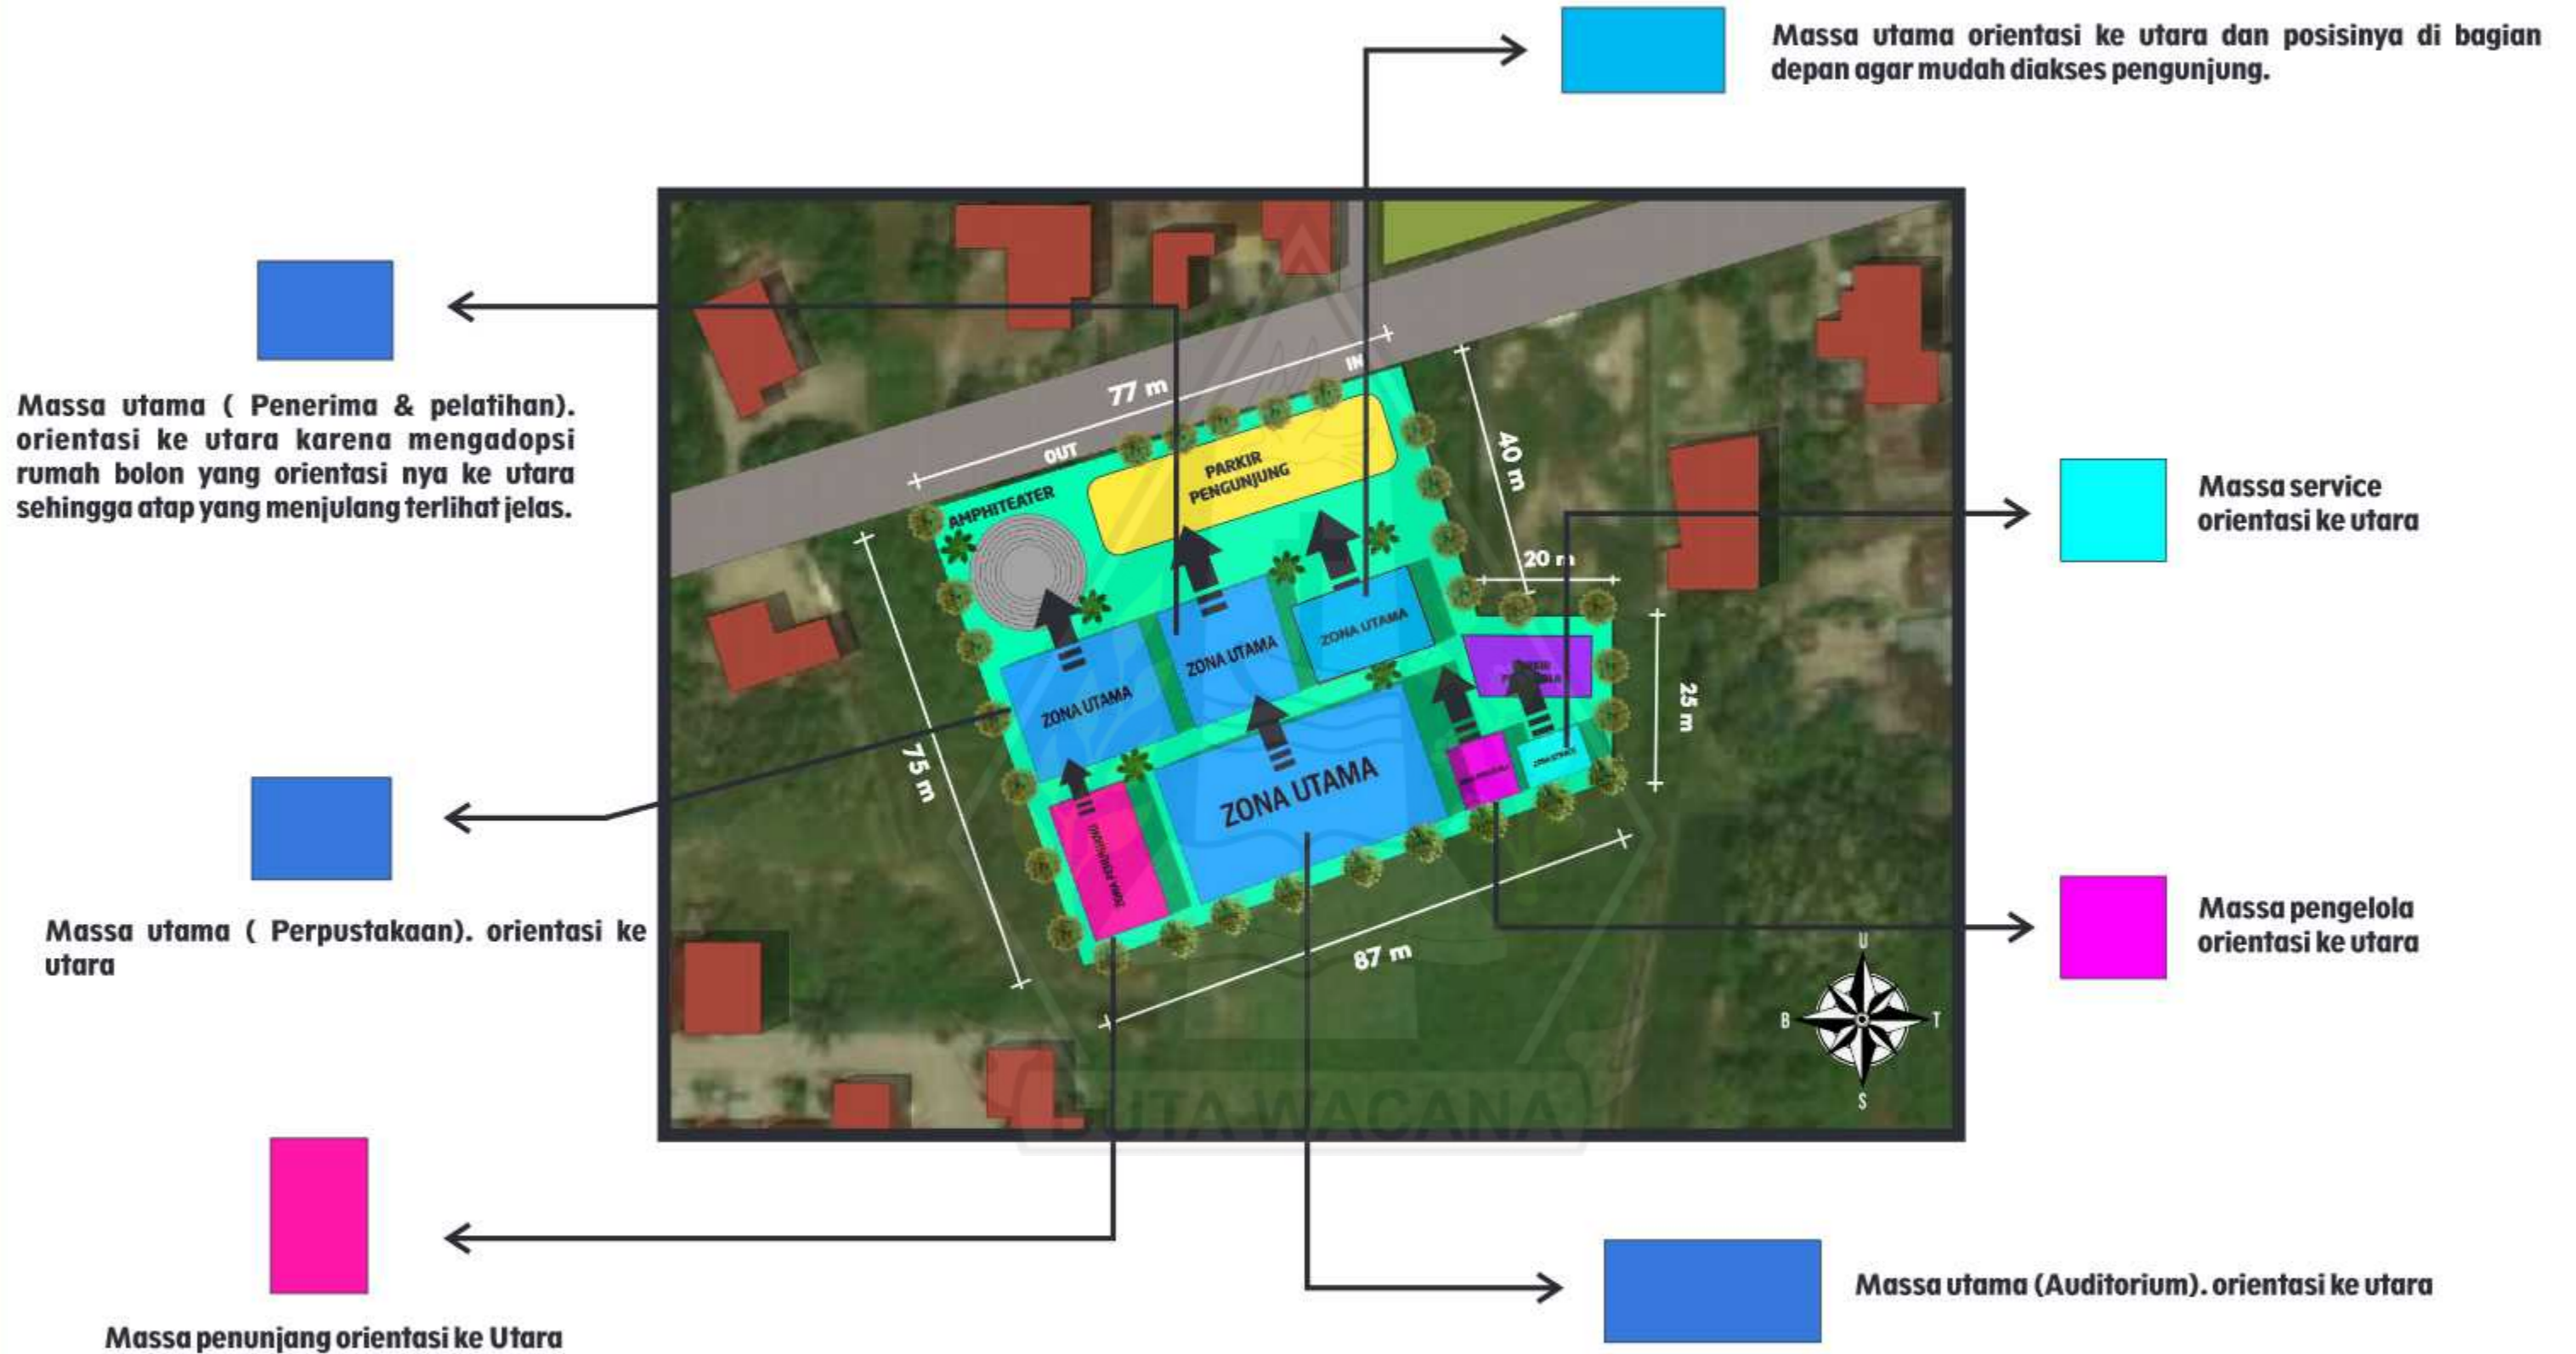 Massa utama orientasi ke utara dan posisinya di bagian
depan agar mudah diakses pengunjung.
Massa utama ( Penerima & pelatihan).
orientasi ke utara karena mengadopsi
rumah bolon yang orientasi nya ke utara
sehingga atap yang menjulang terlihat jelas.
Massa service
orientasi ke utara
77 m
IN
OUT
40 m
PARKIR
PENGUNJUNG
AMPHITEATER
20 m
ZONA UTAMA
ZONA UTAMA
ZONA UTAMA
25 m
75 m
ZONA UTAMA
ZONA PENUNJANG
87 m
Massa utama ( Perpustakaan). orientasi ke
utara
Massa pengelola
orientasi ke utara
U
B
T
S
DUTA WACANA
Massa penunjang orientasi ke Utara
Massa utama (Auditorium). orientasi ke utara